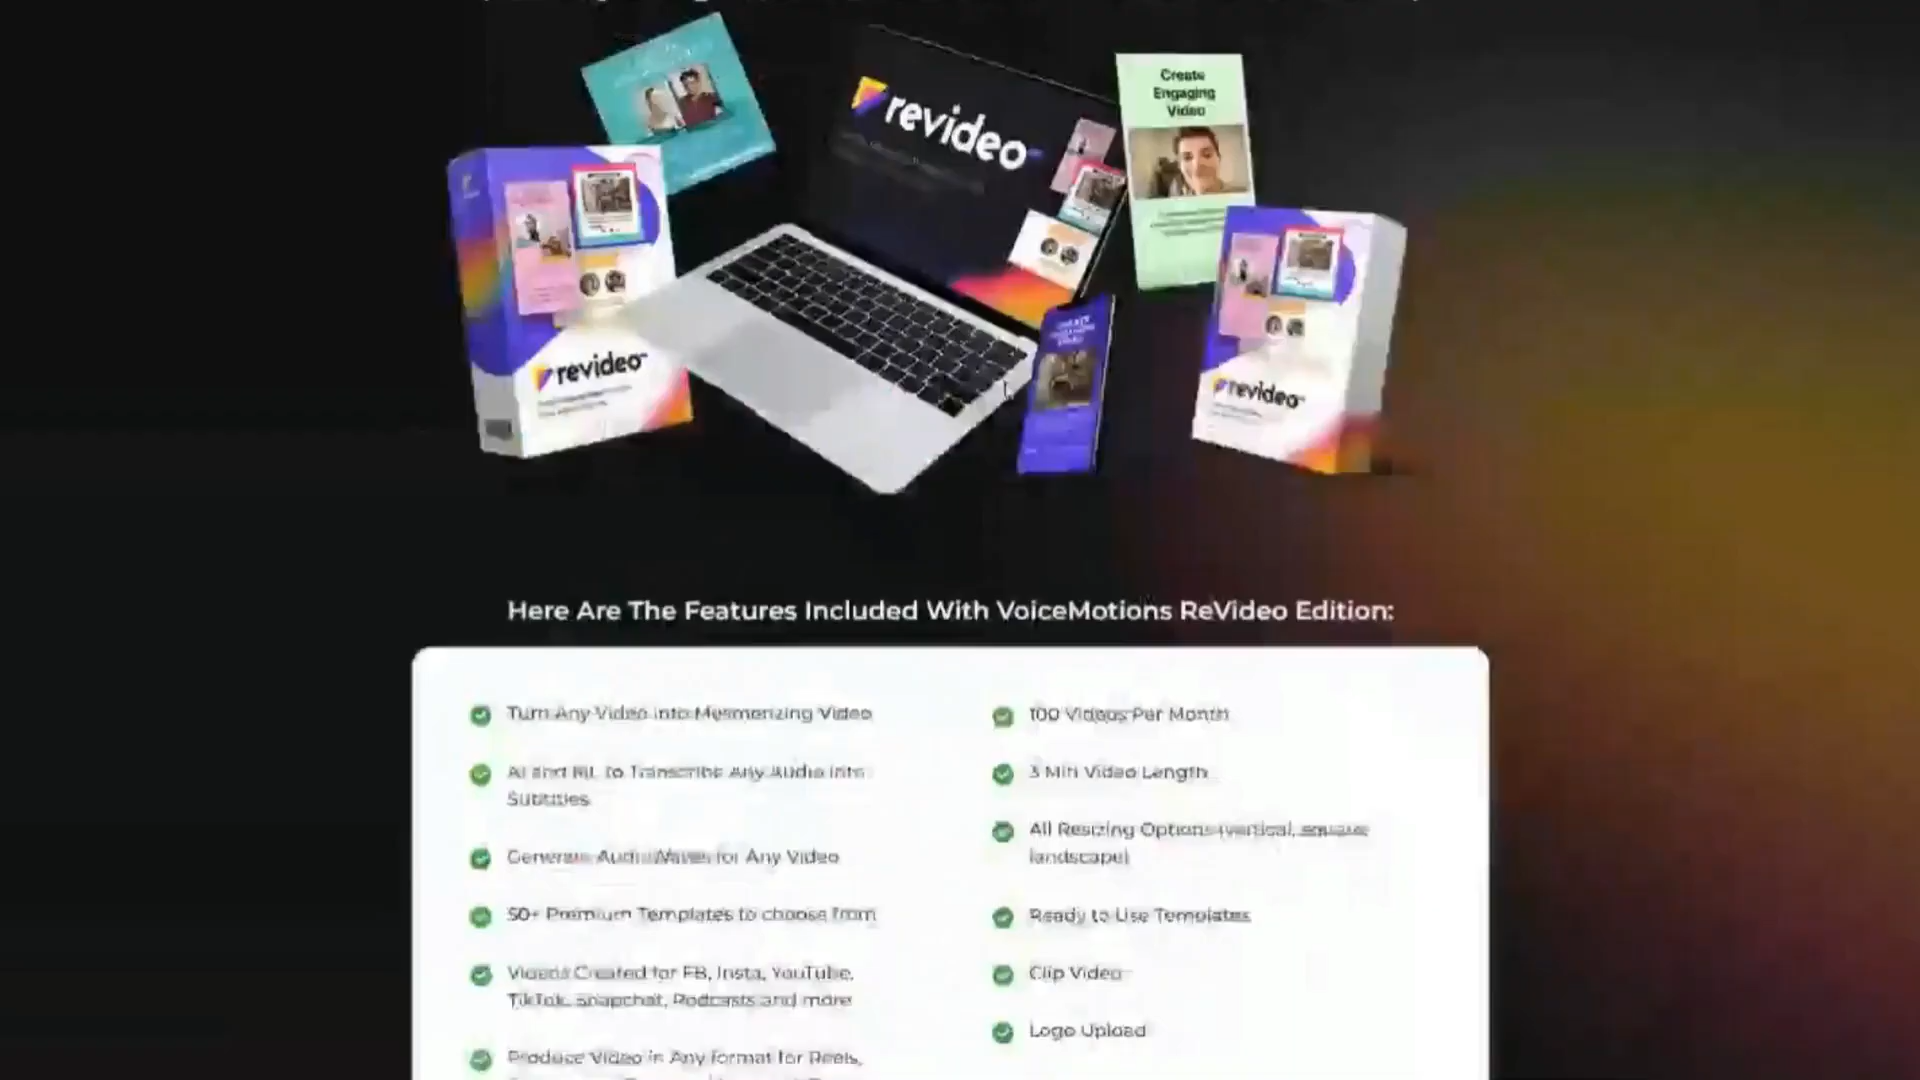 revideo
Create
Engaging
Video
revideo
revideo
Here Are The Features Included With VoiceMotions ReVideo Edition:
Turn Any Video into Mesmerizing Video
AI and ML to Transcribe Any Audio into
Subtitles
Generate Audio Waves for Any Video
50+ Premium Templates to choose from
Videos Created for FB, Insta, YouTube,
TikTok, Snapchat, Podcasts and more
Produce Video in Any format for Reels,
100 Videos Per Month
3 Min Video Length
All Resizing Options (vertical, square
landscape)
Ready to Use Templates
Clip Video
Logo Upload